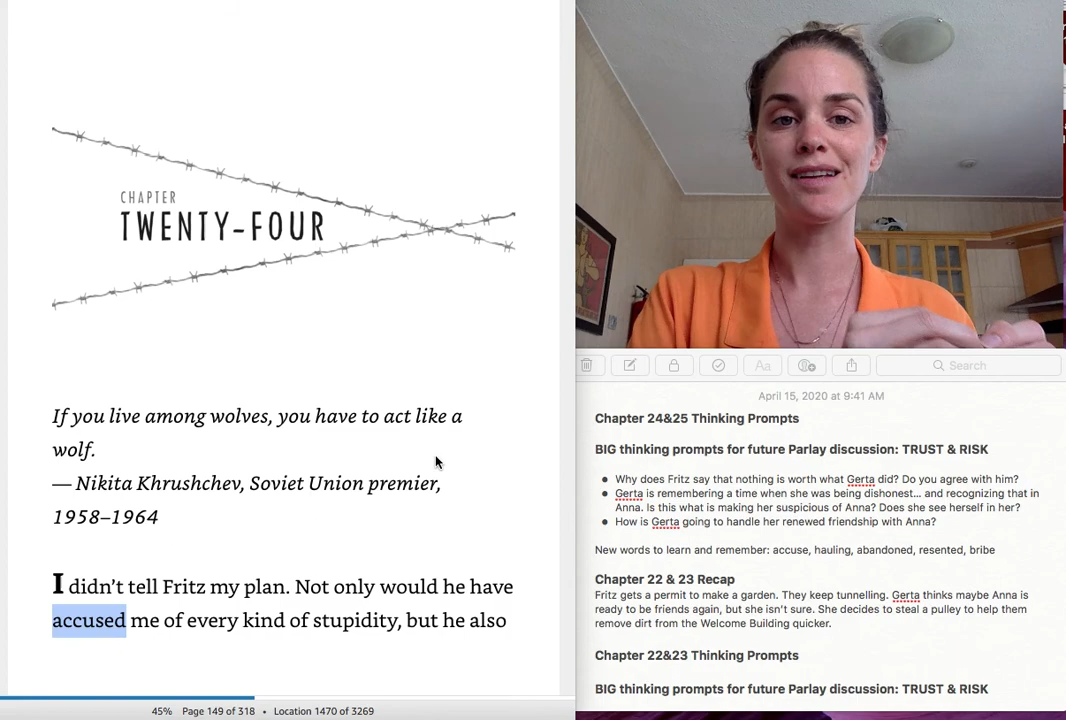 CHAPTER
TWENTY-FOUR
If you live among wolves, you have to act like a
wolf.
— Nikita Khrushchev, Soviet Union premier,
1958–1964
I didn't tell Fritz my plan. Not only would he have
accused me of every kind of stupidity, but he also
45% Page 149 of 318 • Location 1470 of 3269
Aa
Search
April 15, 2020 at 9:41 AM
Chapter 24&25 Thinking Prompts
BIG thinking prompts for future Parlay discussion: TRUST & RISK
• Why does Fritz say that nothing is worth what Gerta did? Do you agree with him?
• Gerta is remembering a time when she was being dishonest... and recognizing that in
Anna. Is this what is making her suspicious of Anna? Does she see herself in her?
• How is Gerta going to handle her renewed friendship with Anna?
New words to learn and remember: accuse, hauling, abandoned, resented, bribe
Chapter 22 & 23 Recap
Fritz gets a permit to make a garden. They keep tunnelling. Gerta thinks maybe Anna is
ready to be friends again, but she isn't sure. She decides to steal a pulley to help them
remove dirt from the Welcome Building quicker.
Chapter 22&23 Thinking Prompts
BIG thinking prompts for future Parlay discussion: TRUST & RISK